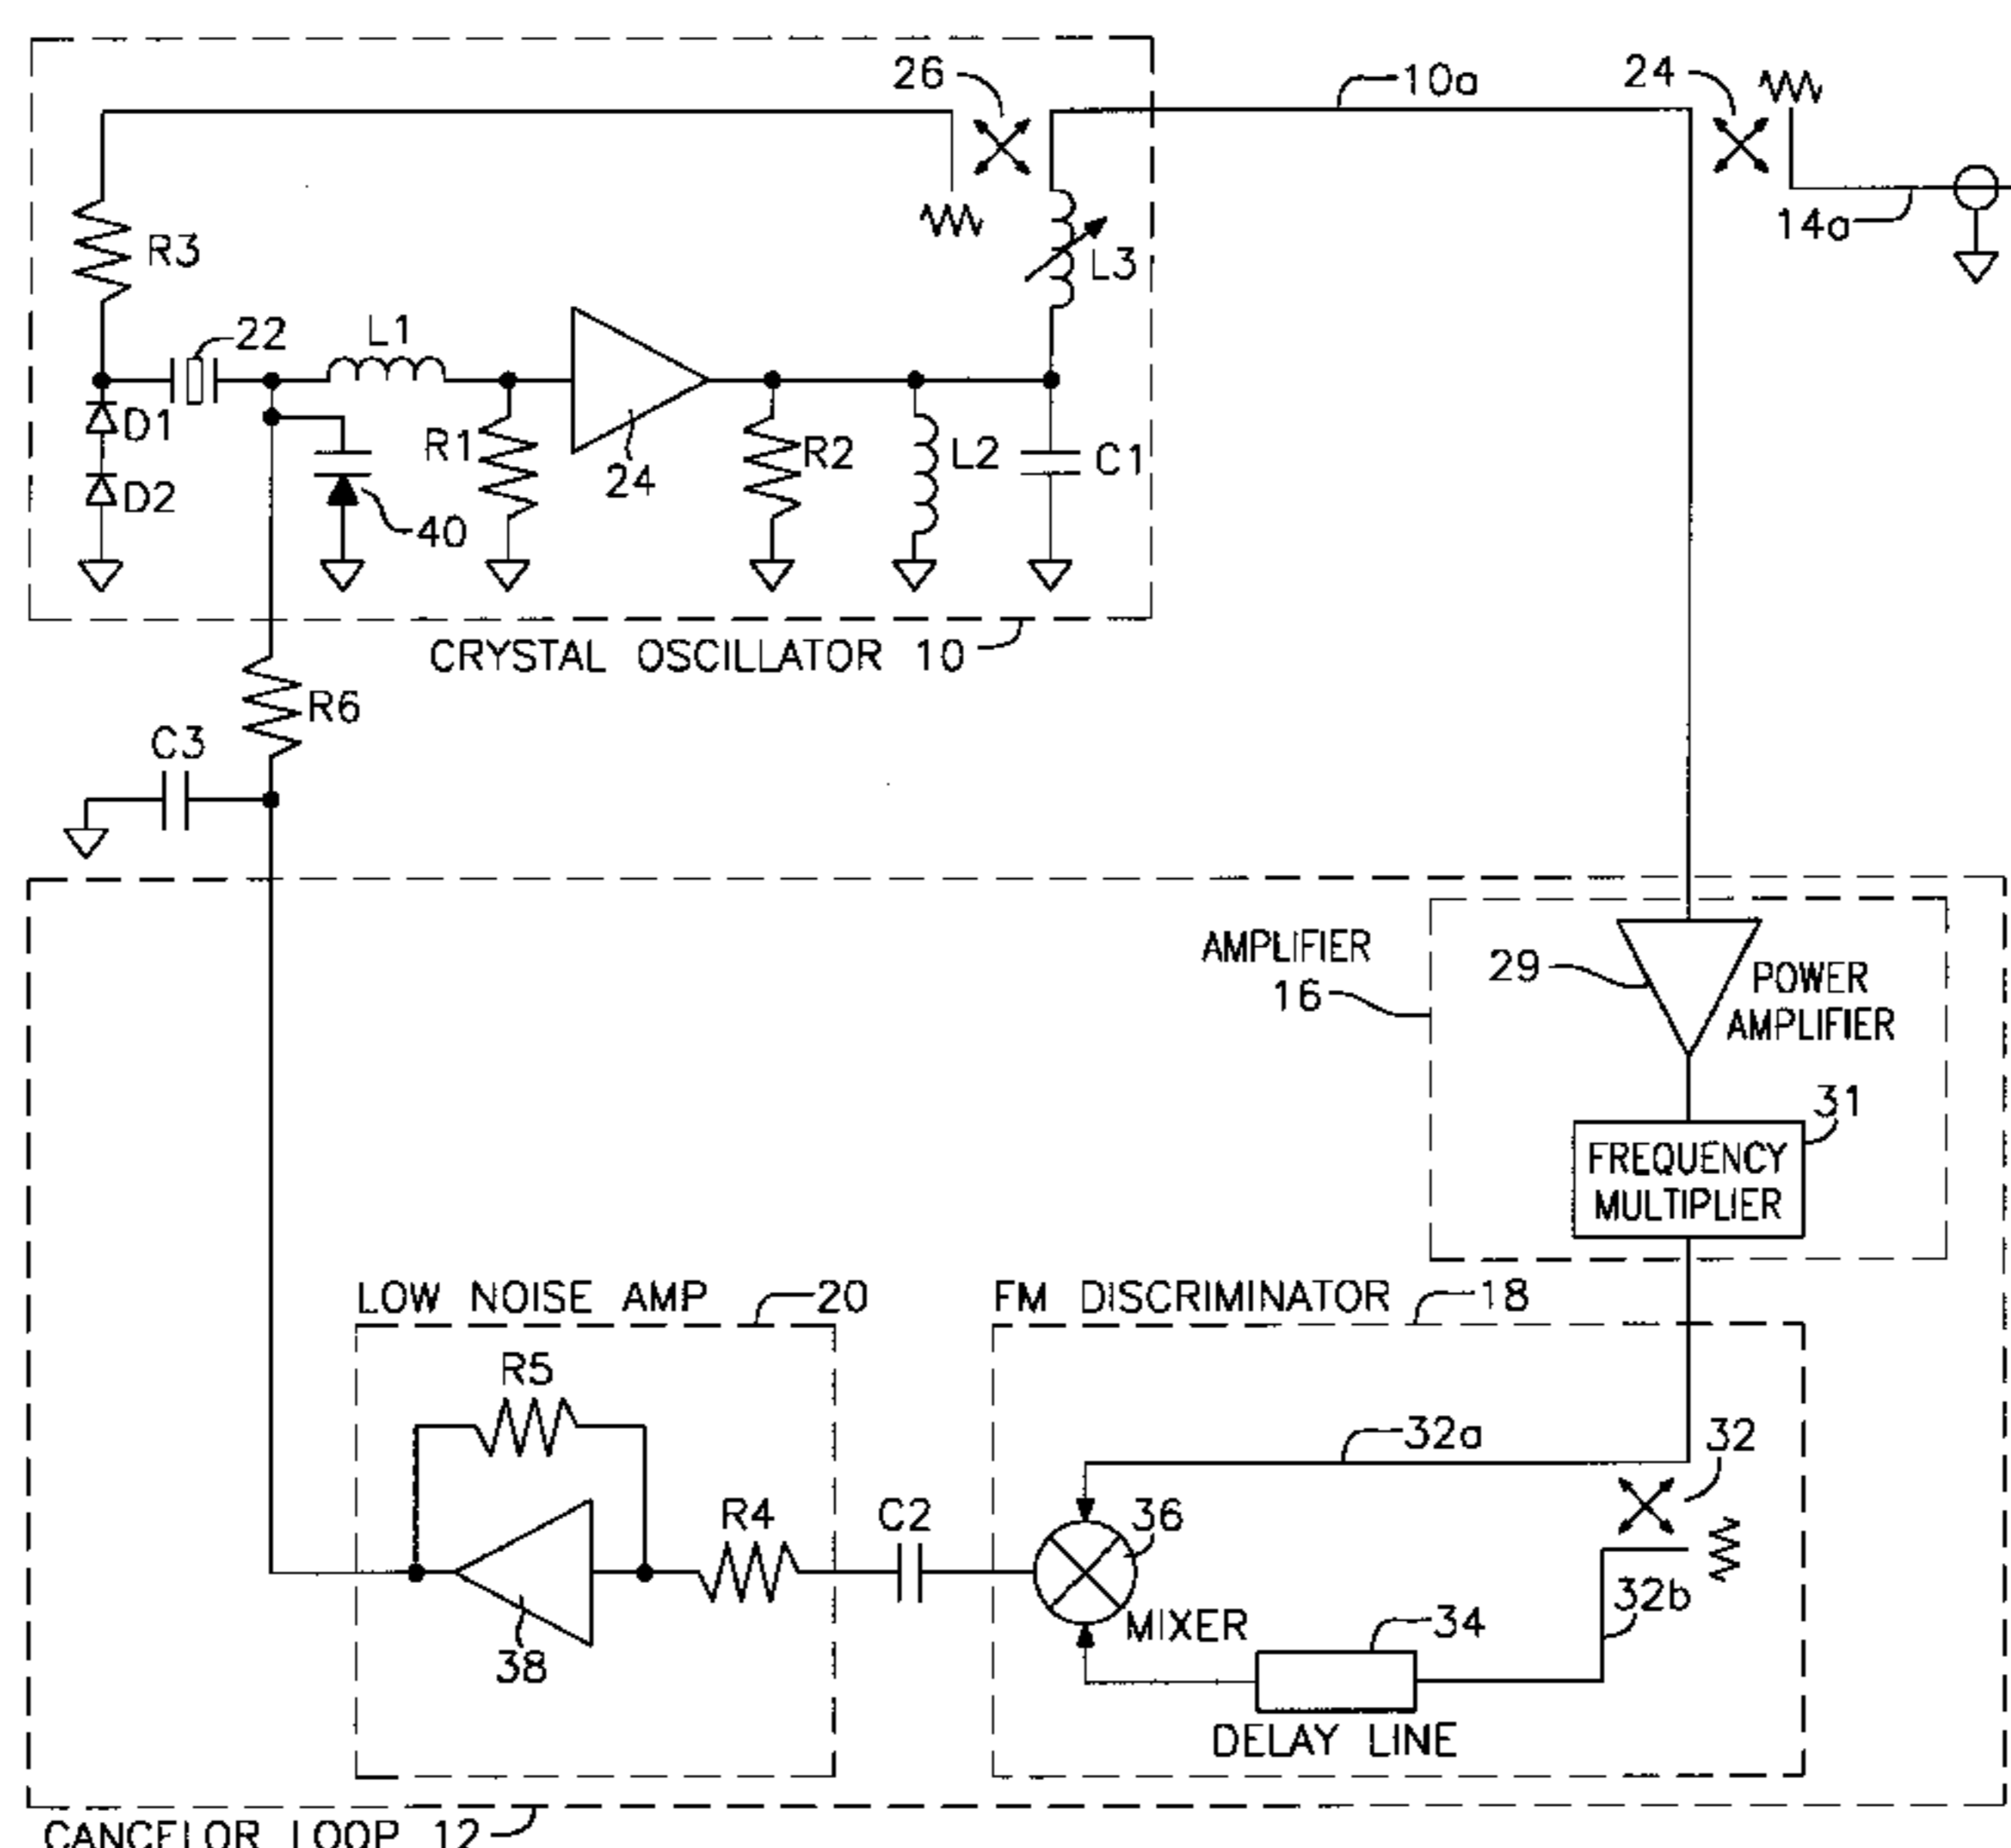 26
10a
24
14a
R3
L3
22
L1
D1
R1
24
R2
L2
C1
D2
40
CRYSTAL OSCILLATOR 10
R6
C3
AMPLIFIER
16
29
POWER
AMPLIFIER
31
FREQUENCY
MULTIPLIER
LOW NOISE AMP
20
FM DISCRIMINATOR
18
R5
32a
32
R4
C2
36
38
MIXER
32b
34
DELAY LINE
CANCELOR LOOP 12